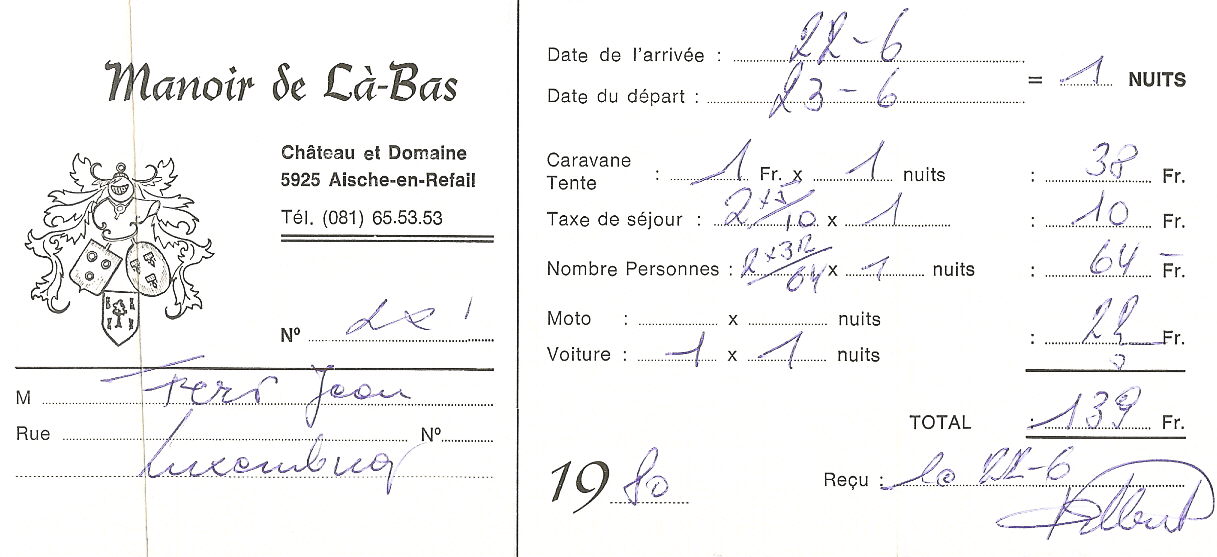 Manoir de Là-Bas
Château et Domaine
5925 Aische-en-Refail
Tél. (081) 65.53.53
Nº
M Jean
Rue Nº
Luxembug
Date de l'arrivée : 22-6
Date du départ : 23-6
= 1 NUITS
Caravane
Tente : 1 Fr. x 1 nuits : 38 Fr.
Taxe de séjour : 2x5/10 x 1 : 10 Fr.
Nombre Personnes : 2x32/64 x 1 nuits : 64 Fr.
Moto : x nuits
Voiture : 1 x 1 nuits : Fr.
TOTAL : 139 Fr.
1980
Reçu : le 22-6